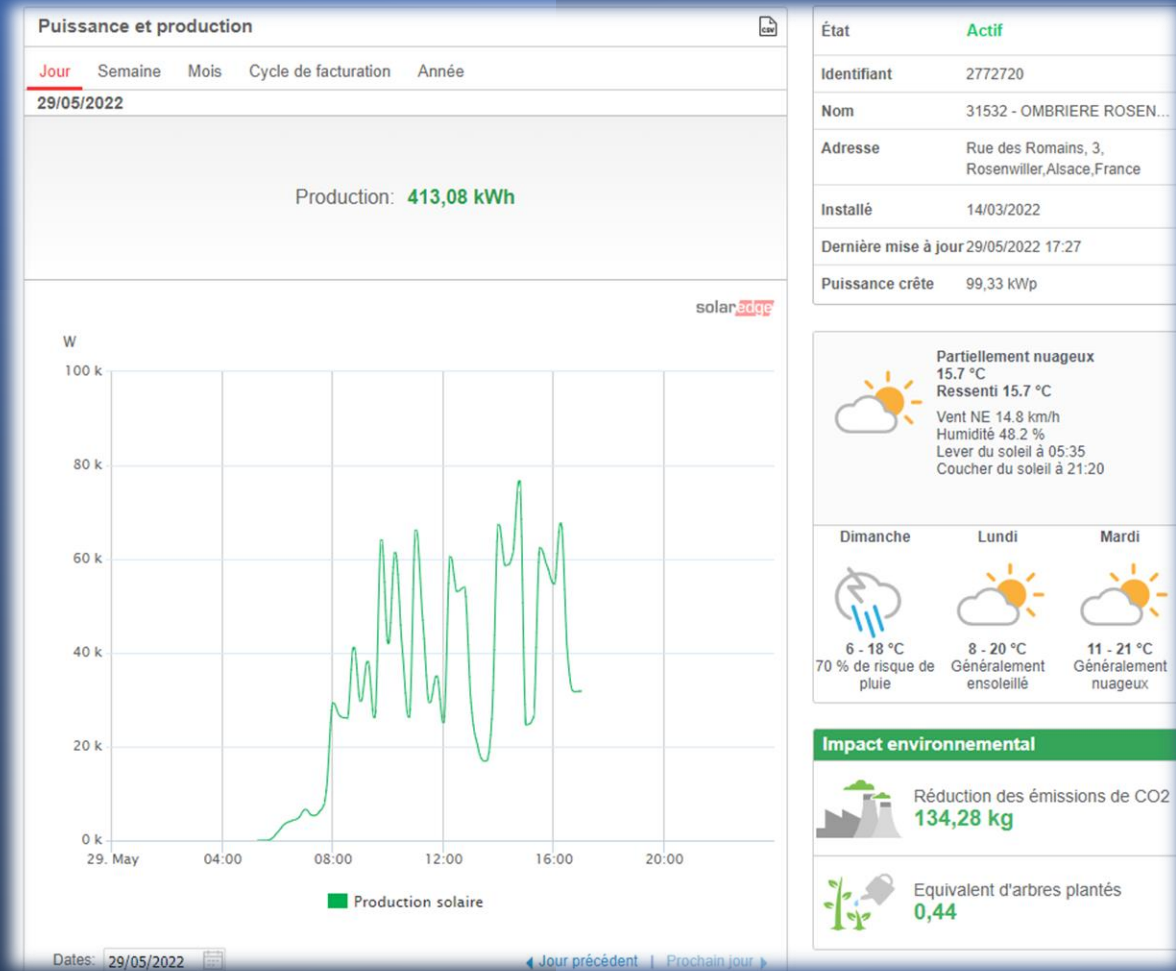 Puissance et production
CSV
Jour Semaine Mois Cycle de facturation Année
29/05/2022
Production: 413,08 kWh
solaredge
W
100 k
80 k
60 k
40 k
20 k
0 k
29. May 04:00 08:00 12:00 16:00 20:00
Production solaire
Dates: 29/05/2022
Jour précédent | Prochain jour
État Actif
Identifiant 2772720
Nom 31532 - OMBRIERE ROSEN...
Adresse Rue des Romains, 3,
Rosenwiller,Alsace,France
Installé 14/03/2022
Dernière mise à jour 29/05/2022 17:27
Puissance crête 99,33 kWp
Partiellement nuageux
15.7 °C
Ressenti 15.7 °C
Vent NE 14.8 km/h
Humidité 48.2 %
Lever du soleil à 05:35
Coucher du soleil à 21:20
Dimanche Lundi Mardi
6 - 18 °C 8 - 20 °C 11 - 21 °C
70 % de risque de Généralement Généralement
pluie ensoleillé nuageux
Impact environnemental
Réduction des émissions de CO2
134,28 kg
Equivalent d'arbres plantés
0,44